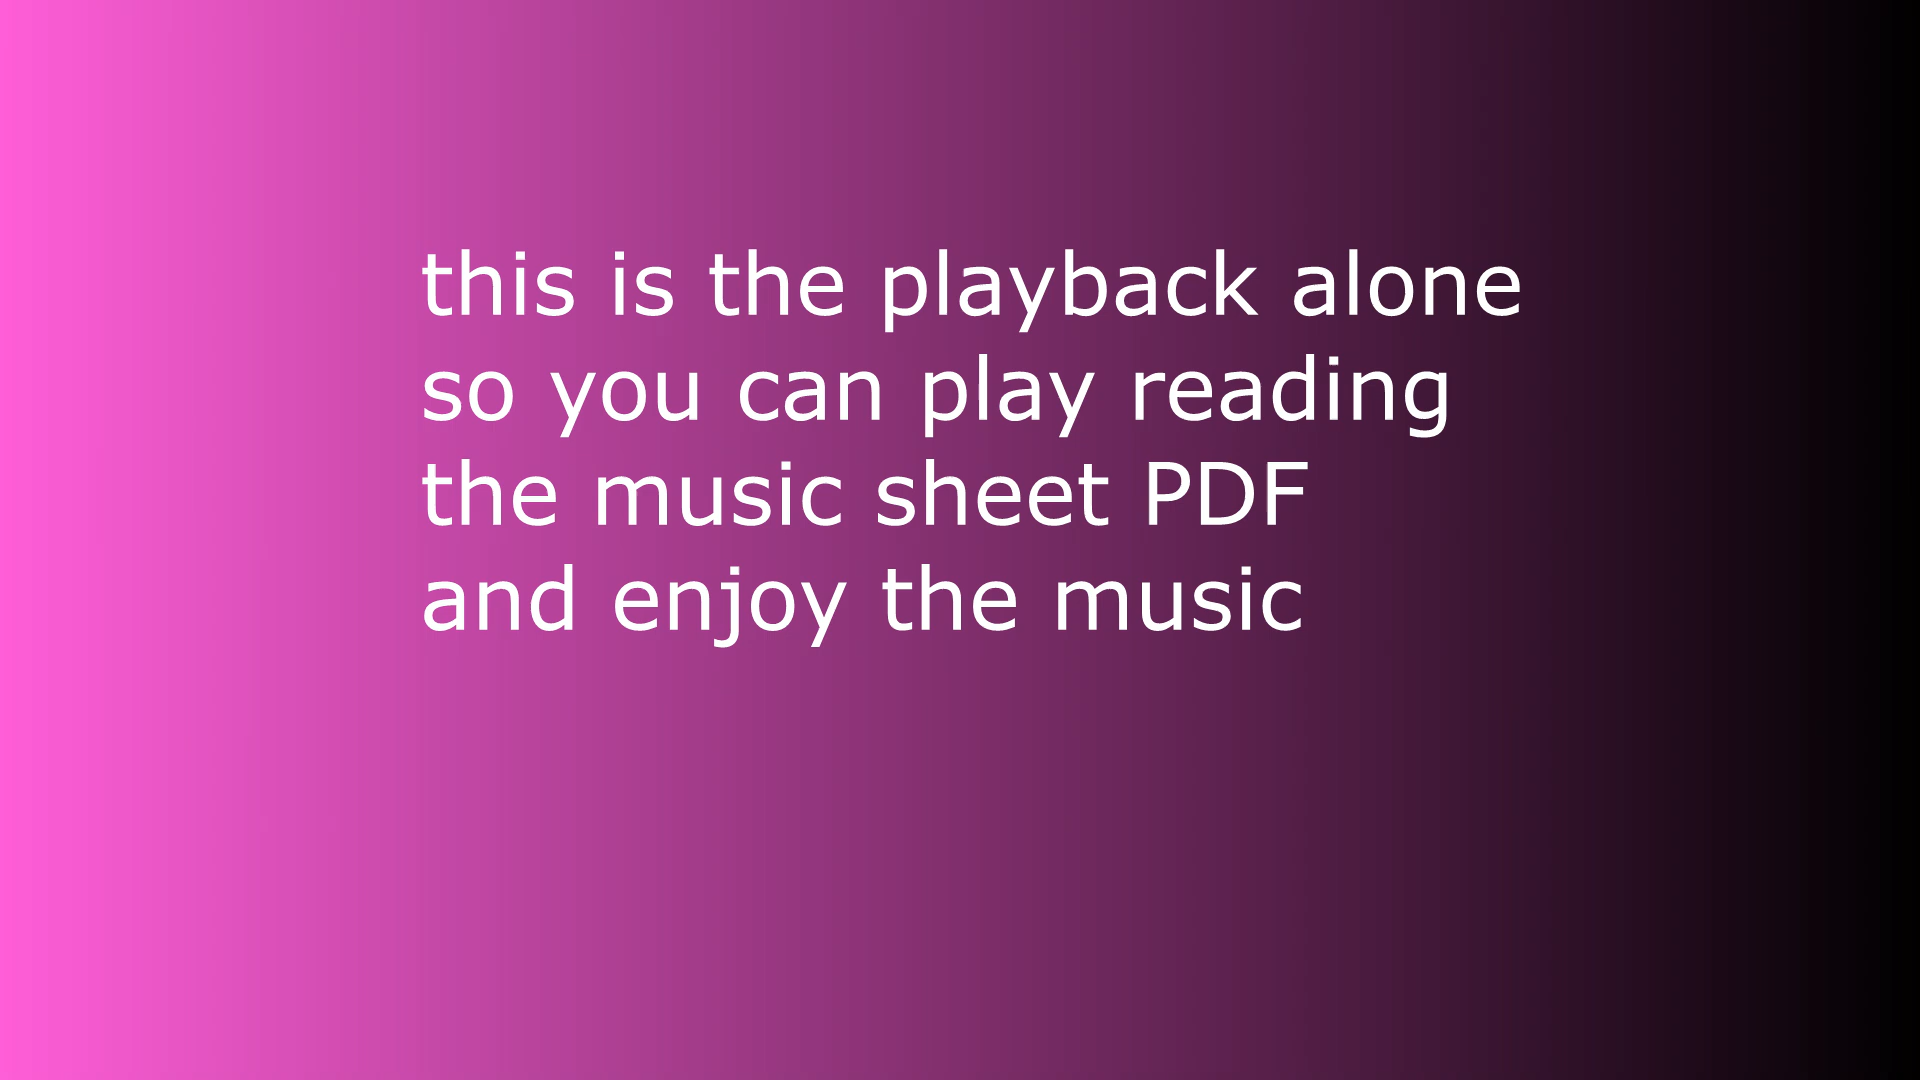 this is the playback alone
so you can play reading
the music sheet PDF
and enjoy the music